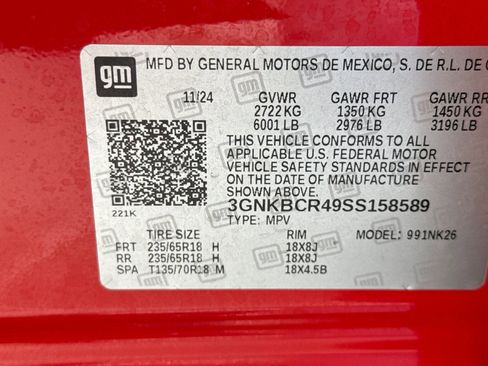 gm MFD BY GENERAL MOTORS DE MEXICO, S. DE R.L. DE
11/24 GVWR GAWR FRT GAWR RR
2722 KG 1350 KG 1450 KG
6001 LB 2976 LB 3196 LB
THIS VEHICLE CONFORMS TO ALL
APPLICABLE U.S. FEDERAL MOTOR
VEHICLE SAFETY STANDARDS IN EFFECT
ON THE DATE OF MANUFACTURE
SHOWN ABOVE.
221K 3GNKBCR49SS158589
TYPE: MPV
TIRE SIZE RIM MODEL: 991NK26
FRT 235/65R18 H 18X8J
RR 235/65R18 H 18X8J
SPA T135/70R18 M 18X4.5B